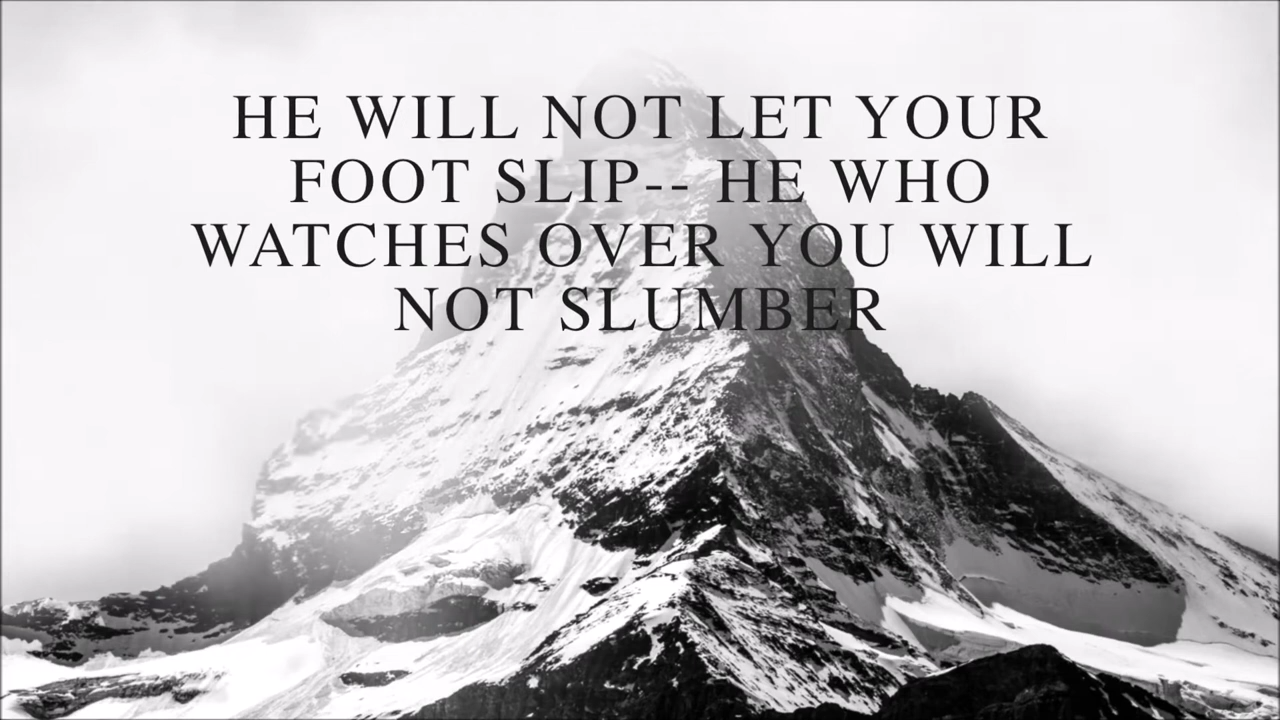 HE WILL NOT LET YOUR
FOOT SLIP-- HE WHO
WATCHES OVER YOU WILL
NOT SLUMBER